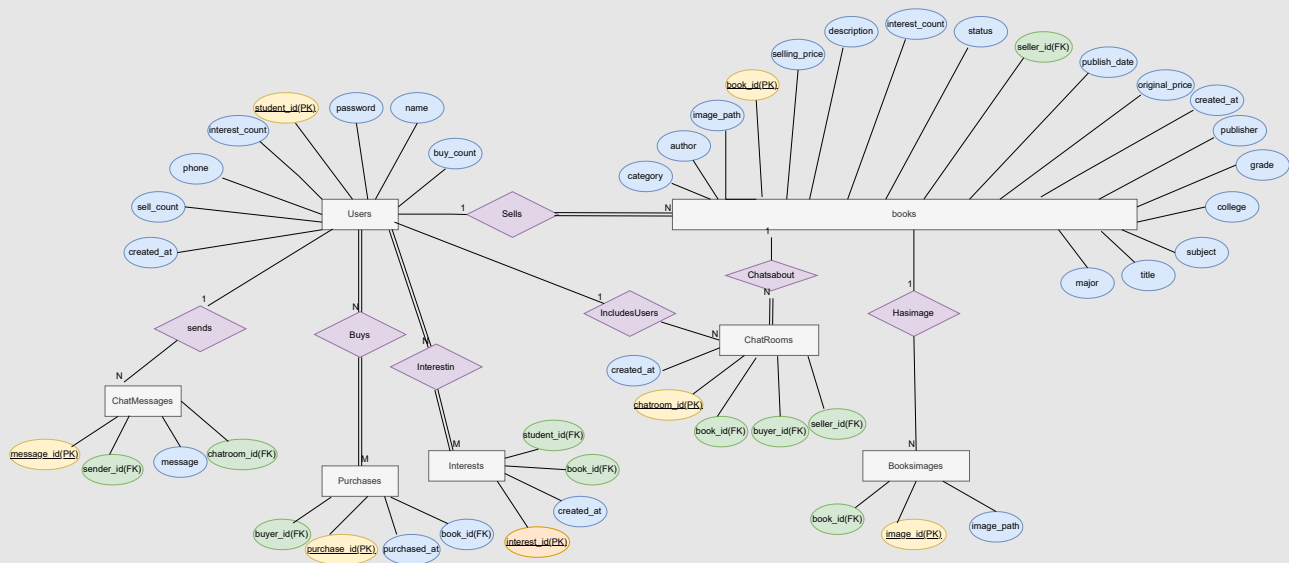 description
interest_count
status
seller_id(FK)
selling_price
publish_date
book_id(PK)
original_price
created_at
image_path
publisher
author
grade
category
college
subject
title
major
student_id(PK)
password
name
interest_count
buy_count
phone
sell_count
created_at
Users
1
Sells
N
books
1
sends
N
1
Chatsabout
N
1
IncludesUsers
N
1
Hasimage
N
N
Buys
M
N
Interestin
M
ChatRooms
created_at
chatroom_id(PK)
book_id(FK)
buyer_id(FK)
seller_id(FK)
ChatMessages
message_id(PK)
sender_id(FK)
message
chatroom_id(FK)
Purchases
buyer_id(FK)
purchase_id(PK)
purchased_at
book_id(FK)
Interests
student_id(FK)
book_id(FK)
created_at
interest_id(PK)
Booksimages
book_id(FK)
image_id(PK)
image_path